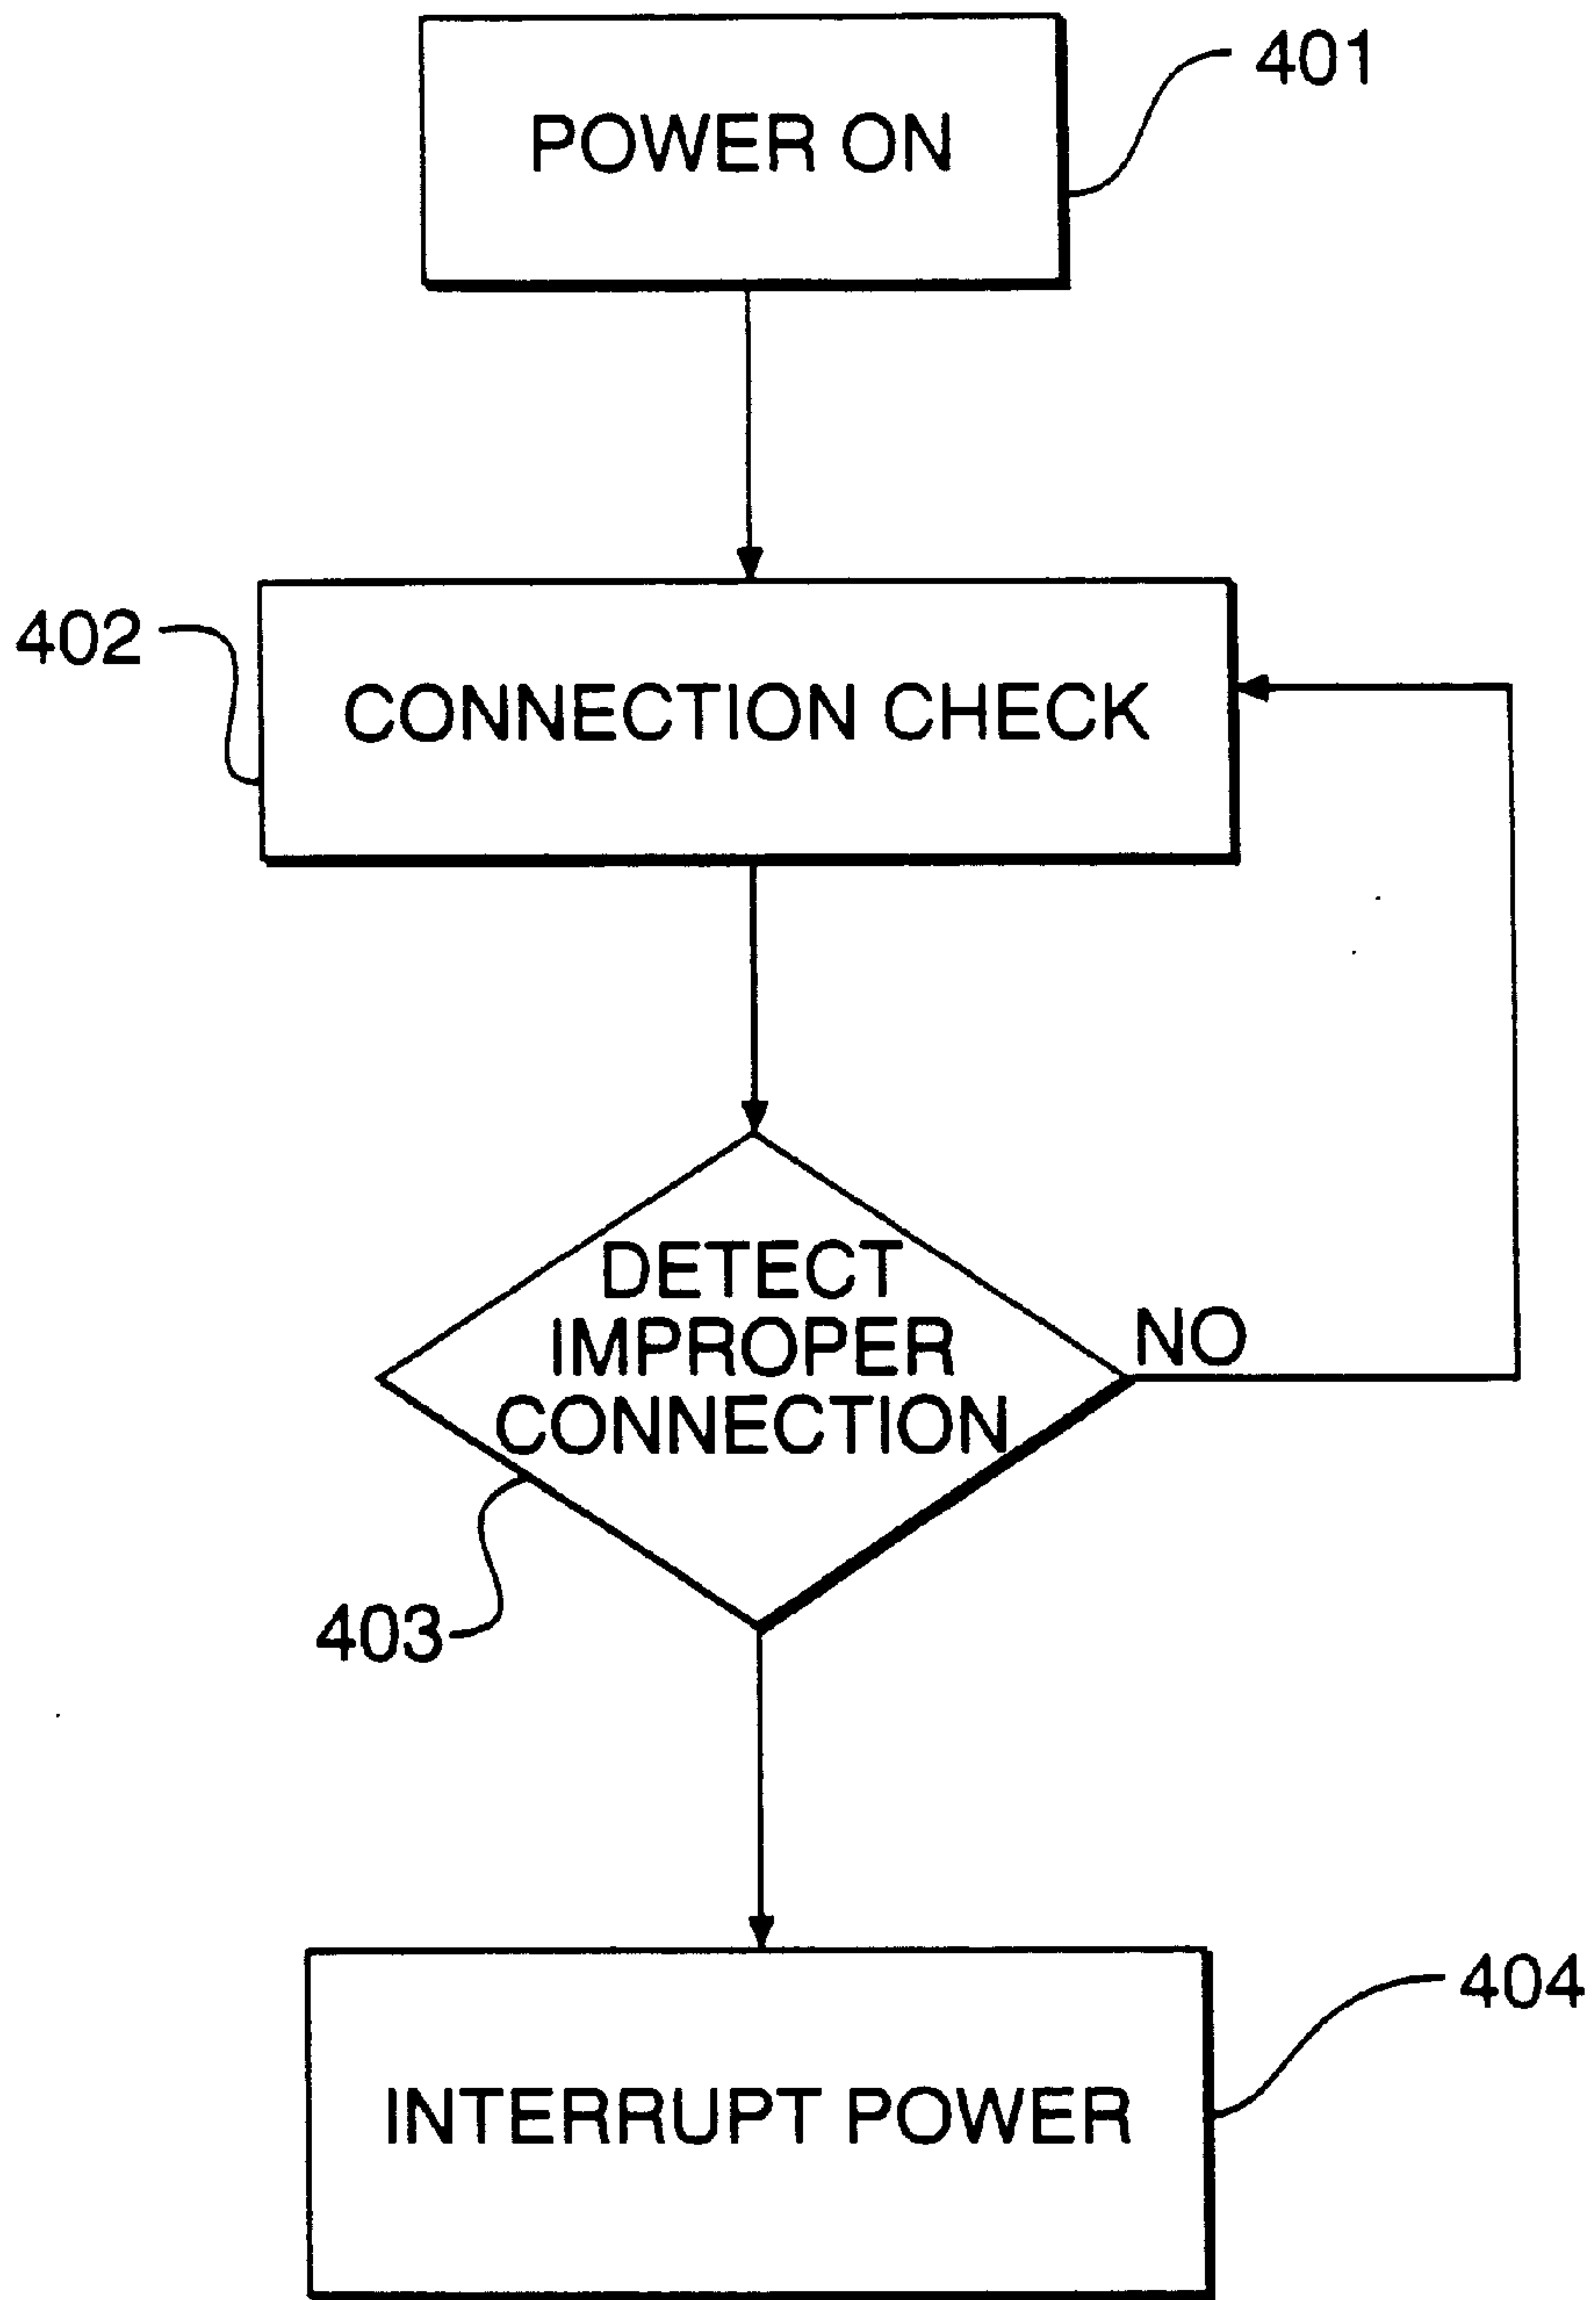 POWER ON
401
402
CONNECTION CHECK
DETECT
IMPROPER
CONNECTION
NO
403
404
INTERRUPT POWER